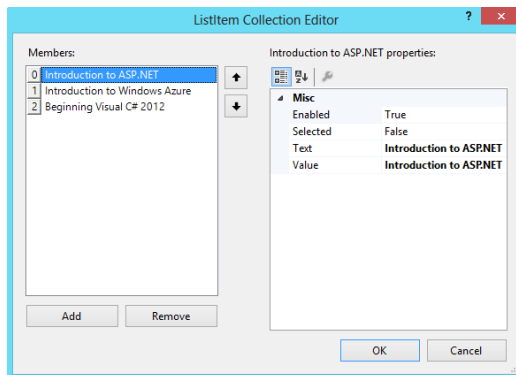 ListItem Collection Editor
?
×
Members:
0 Introduction to ASP.NET
1 Introduction to Windows Azure
2 Beginning Visual C# 2012
Add
Remove
Introduction to ASP.NET properties:
Misc
Enabled True
Selected False
Text Introduction to ASP.NET
Value Introduction to ASP.NET
OK
Cancel